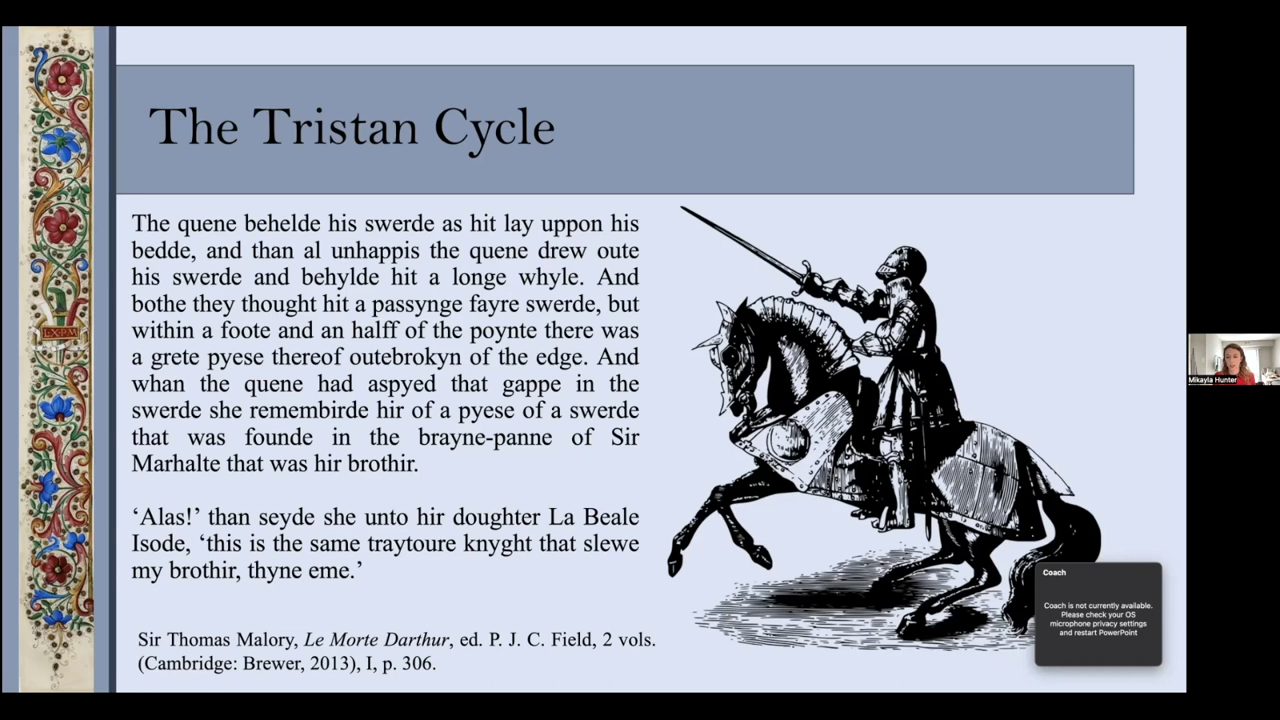 The Tristan Cycle
The quene behelde his swerde as hit lay uppon his
bedde, and than al unhappis the quene drew oute
his swerde and behylde hit a longe whyle. And
bothe they thought hit a passynge fayre swerde, but
within a foote and an halff of the poynte there was
a grete pyese thereof outebrokyn of the edge. And
whan the quene had aspyed that gappe in the
swerde she remembirde hir of a pyese of a swerde
that was founde in the brayne-panne of Sir
Marhalte that was hir brothir.
‘Alas!’ than seyde she unto hir doughter La Beale
Isode, ‘this is the same traytoure knyght that slewe
my brothir, thyne eme.’
Sir Thomas Malory, Le Morte Darthur, ed. P. J. C. Field, 2 vols.
(Cambridge: Brewer, 2013), I, p. 306.
Coach
Coach is not currently available.
Please check your OS
microphone privacy settings
and restart PowerPoint
Mikayla Hunter